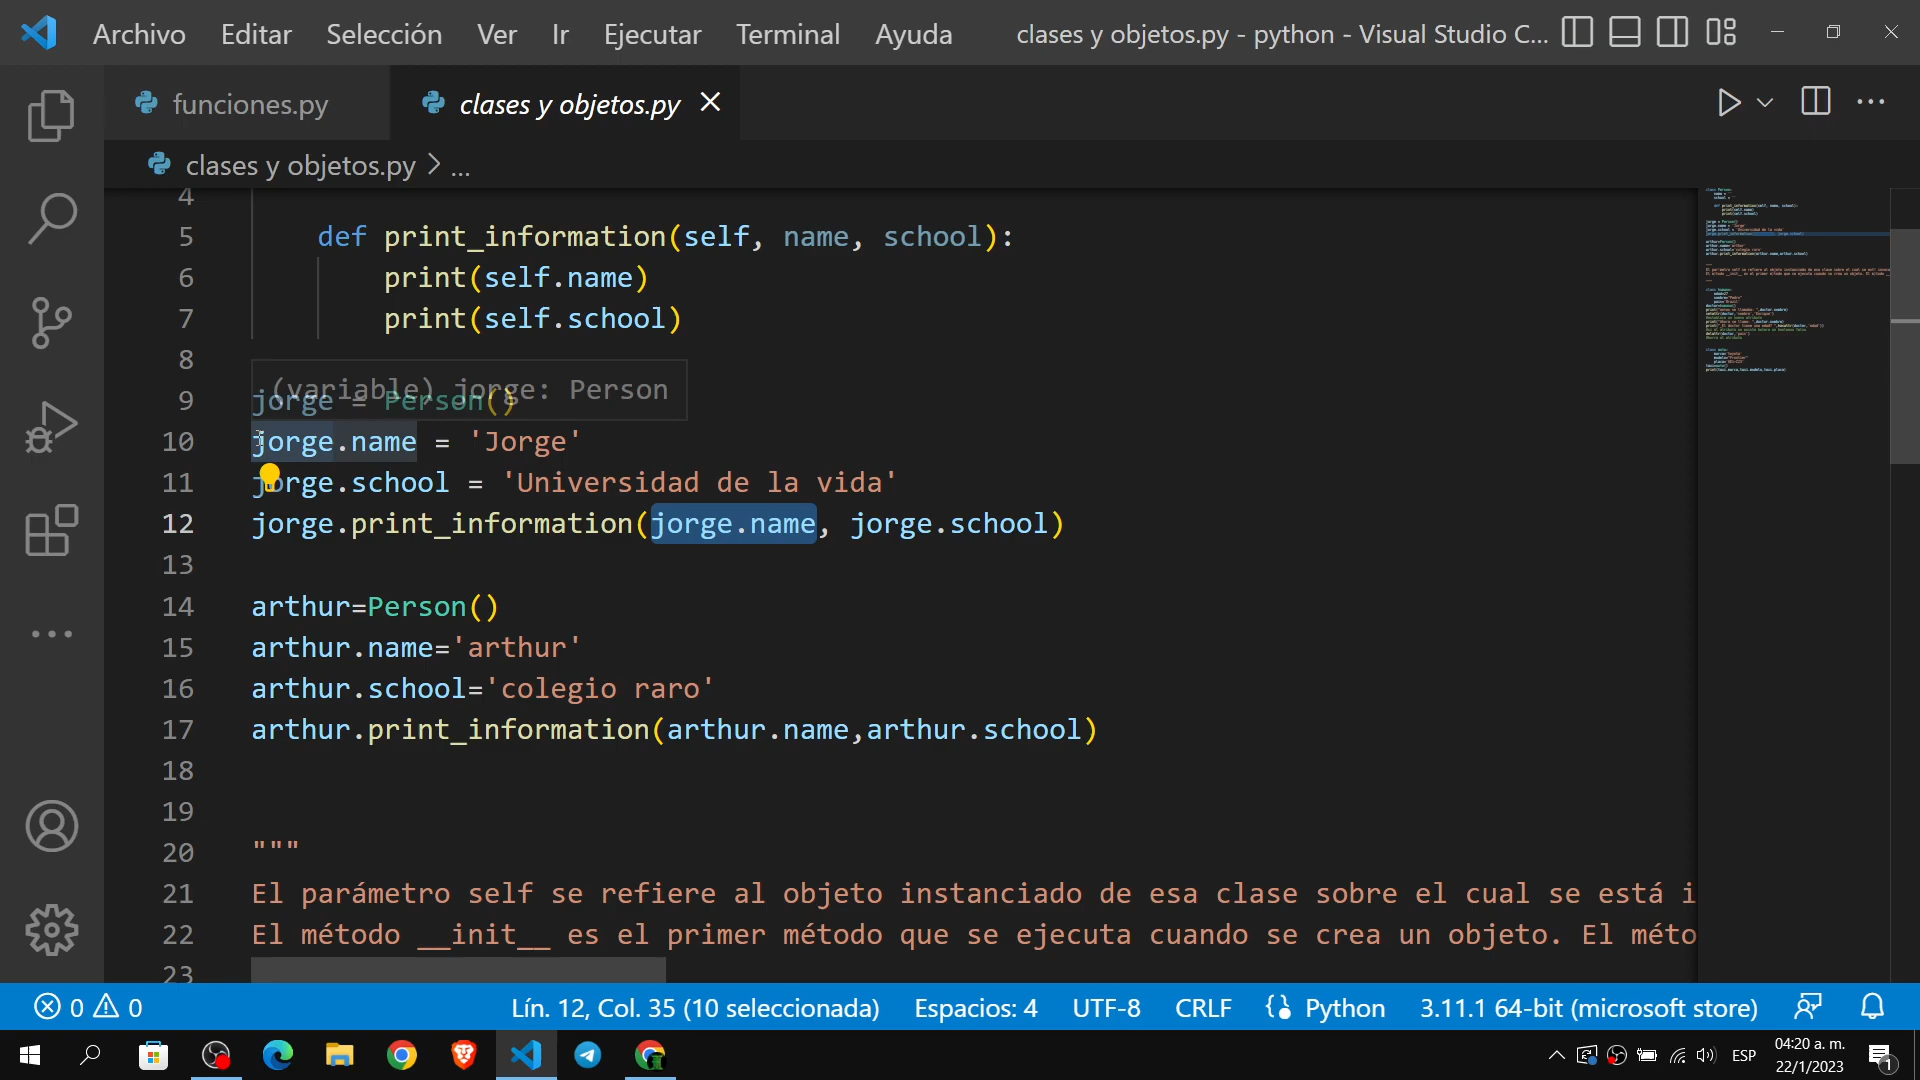 Archivo Editar Selección Ver Ir Ejecutar Terminal Ayuda clases y objetos.py - python - Visual Studio C...
funciones.py clases y objetos.py
clases y objetos.py > ...
4
5 def print_information(self, name, school):
6 print(self.name)
7 print(self.school)
8
(variable) jorge: Person
9 jorge = Person()
10 jorge.name = 'Jorge'
11 jorge.school = 'Universidad de la vida'
12 jorge.print_information(jorge.name, jorge.school)
13
14 arthur=Person()
15 arthur.name='arthur'
16 arthur.school='colegio raro'
17 arthur.print_information(arthur.name,arthur.school)
18
19
20 """
21 El parámetro self se refiere al objeto instanciado de esa clase sobre el cual se está i
22 El método __init__ es el primer método que se ejecuta cuando se crea un objeto. El méto
23
0 0 Lín. 12, Col. 35 (10 seleccionada) Espacios: 4 UTF-8 CRLF Python 3.11.1 64-bit (microsoft store)
ESP 04:20 a. m.
22/1/2023
1